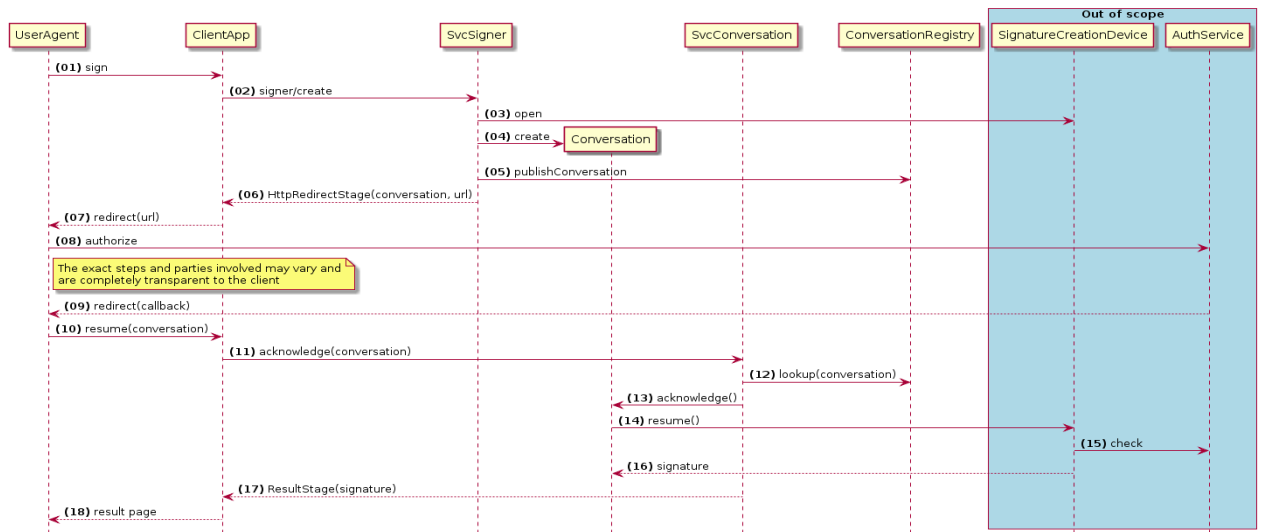 Out of scope
UserAgent
ClientApp
SvcSigner
SvcConversation
ConversationRegistry
SignatureCreationDevice
AuthService
(01) sign
(02) signer/create
(03) open
(04) create
Conversation
(05) publishConversation
(06) HttpRedirectStage(conversation, url)
(07) redirect(url)
(08) authorize
The exact steps and parties involved may vary and
are completely transparent to the client
(09) redirect(callback)
(10) resume(conversation)
(11) acknowledge(conversation)
(12) lookup(conversation)
(13) acknowledge()
(14) resume()
(15) check
(16) signature
(17) ResultStage(signature)
(18) result page